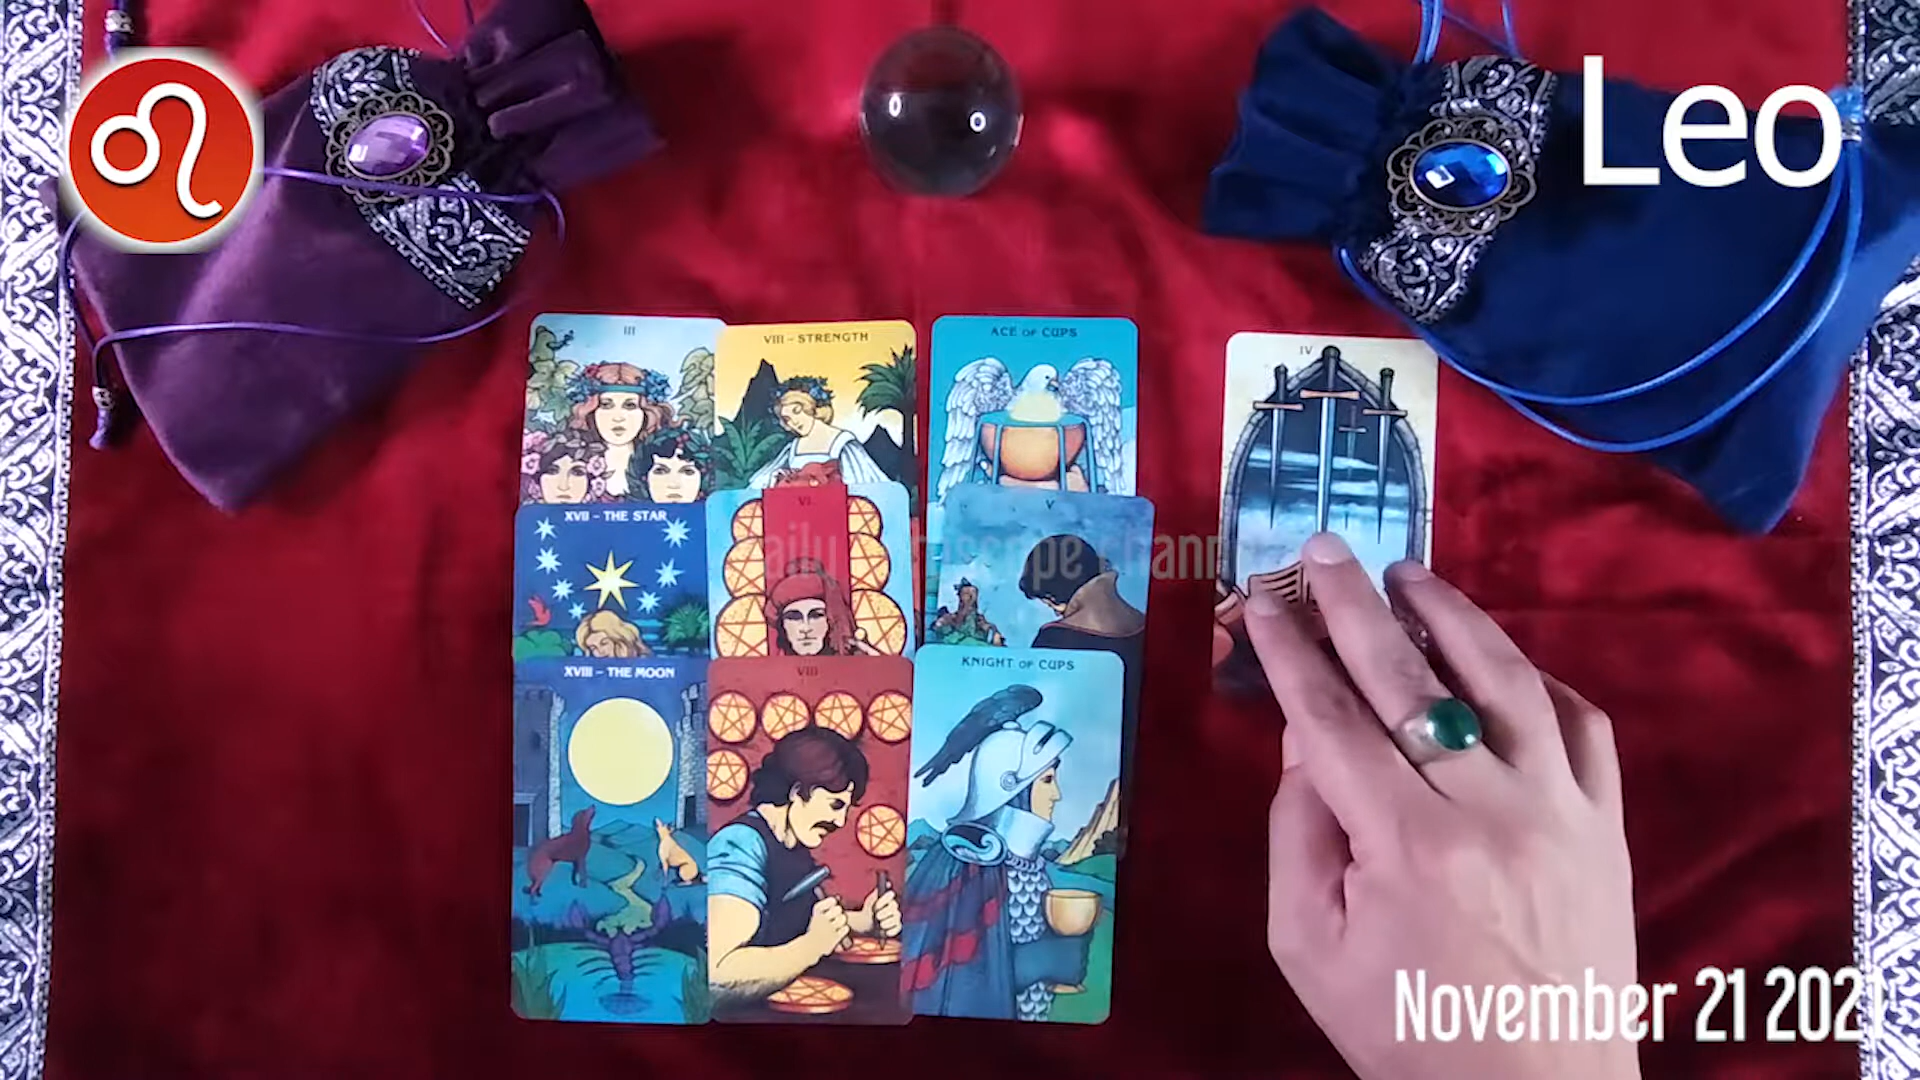 Leo
III
VIII – STRENGTH
ACE OF CUPS
IV
XVII – THE STAR
VI
V
XVIII – THE MOON
VIII
KNIGHT OF CUPS
November 21 202